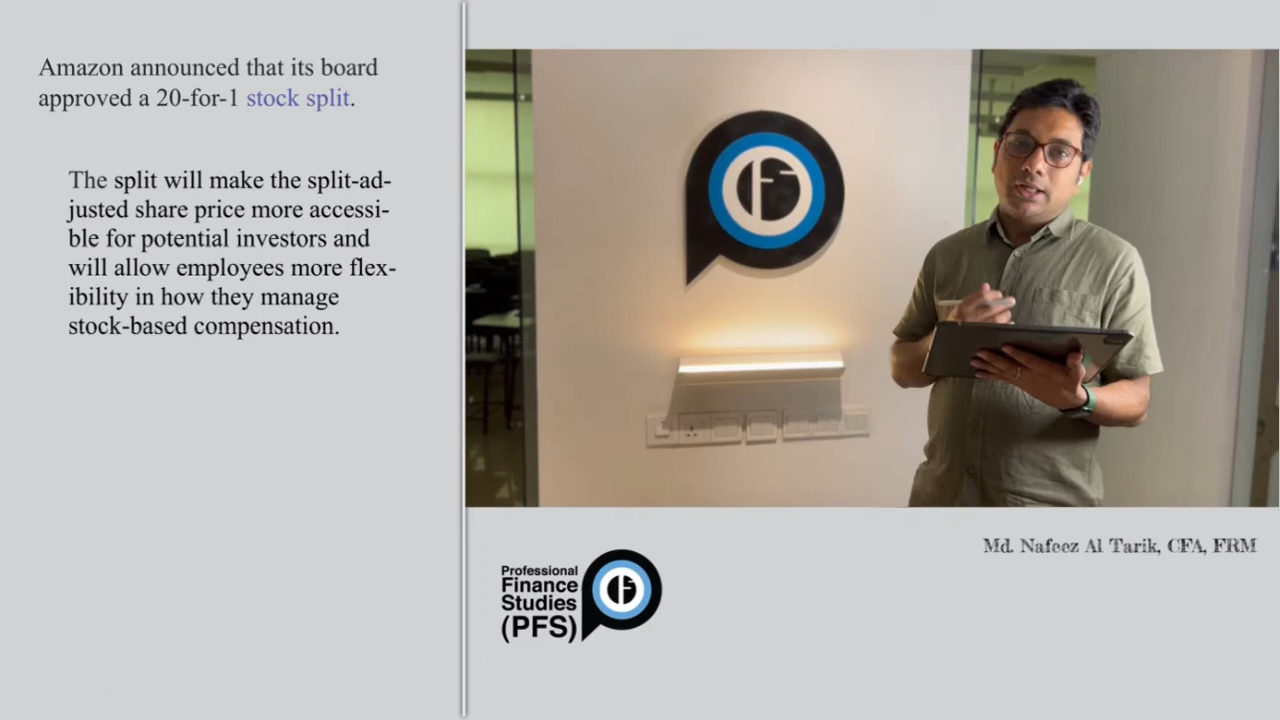 Amazon announced that its board
approved a 20-for-1 stock split.
The split will make the split-ad-
justed share price more accessi-
ble for potential investors and
will allow employees more flex-
ibility in how they manage
stock-based compensation.
Md. Nafeez Al Tarik, CFA, FRM
Professional
Finance
Studies
(PFS)